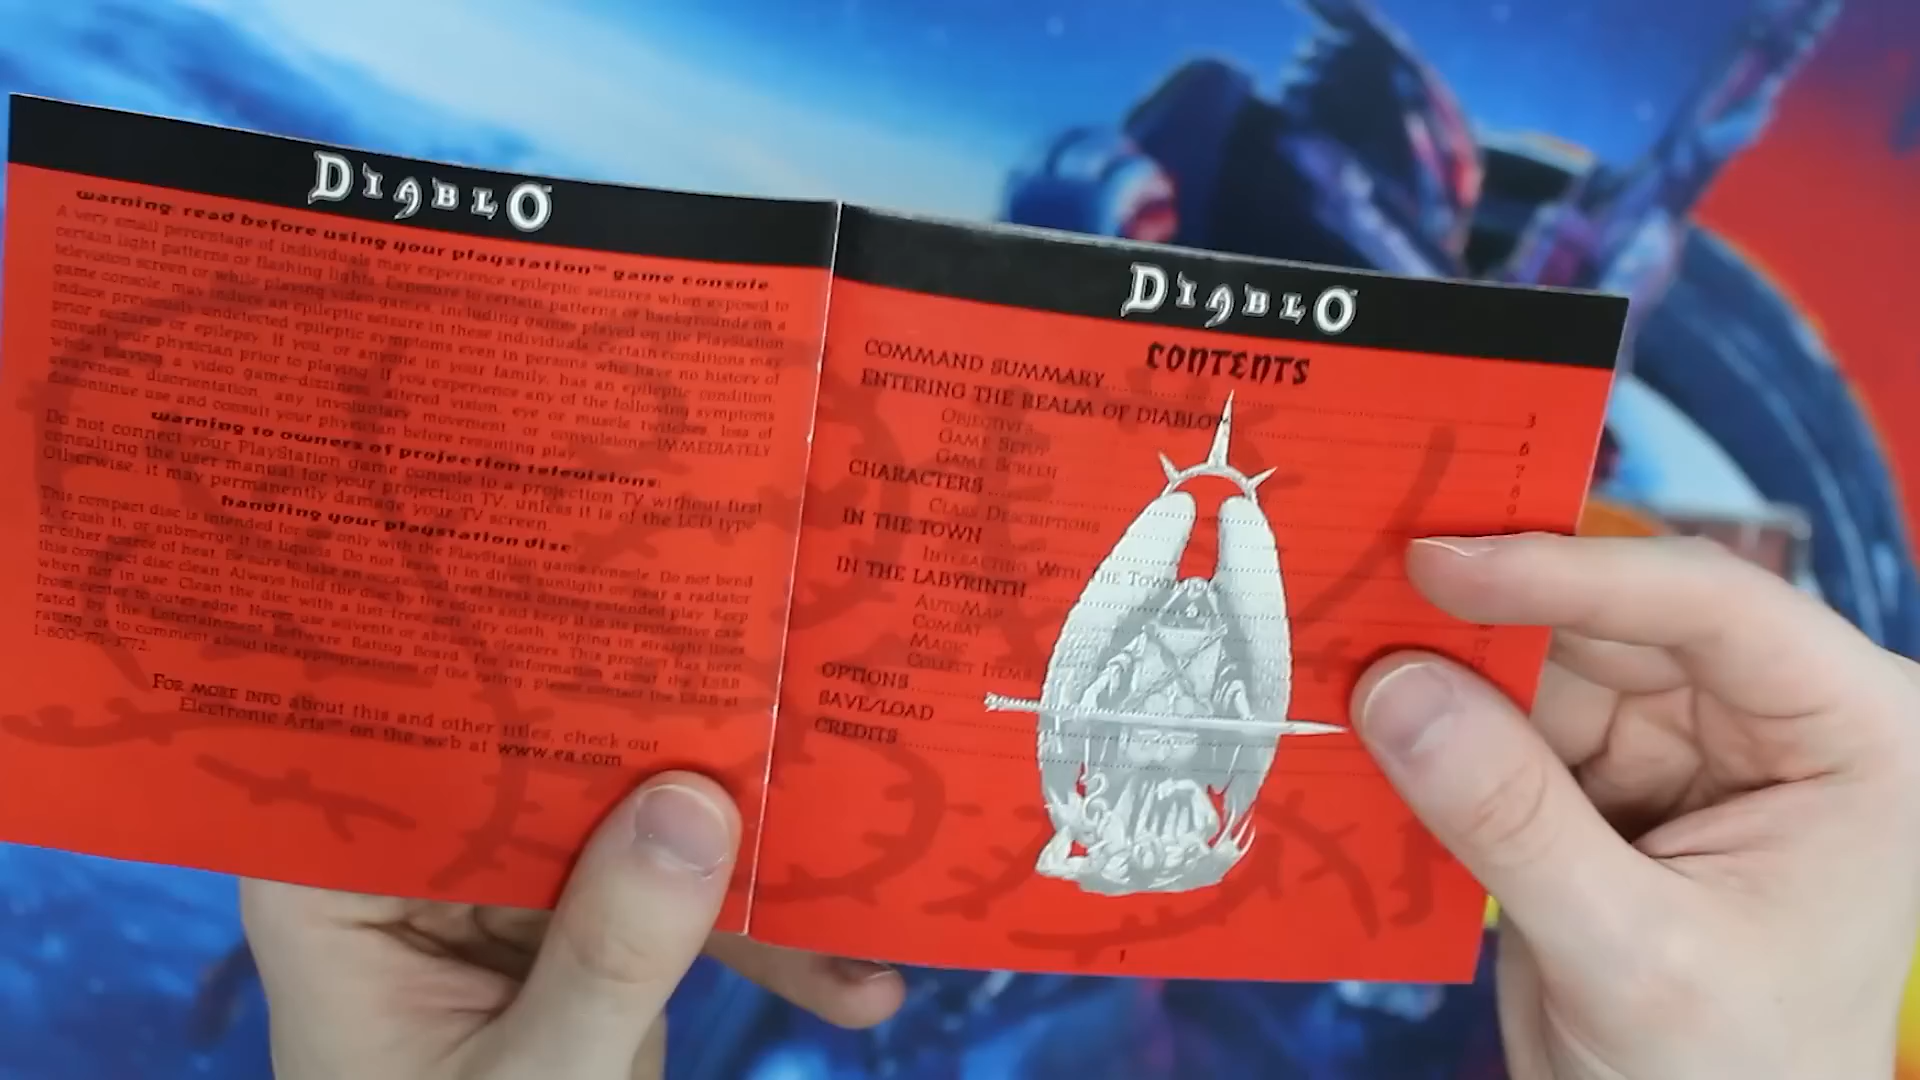 DIABLO
warning: read before using your playstation™ game console.
A very small percentage of individuals may experience epileptic seizures when exposed to
certain light patterns or flashing lights. Exposure to certain patterns or backgrounds on a
television screen or while playing video games, including games played on the PlayStation
game console, may induce an epileptic seizure in these individuals. Certain conditions may
induce previously undetected epileptic symptoms even in persons who have no history of
prior seizures or epilepsy. If you, or anyone in your family, has an epileptic condition,
consult your physician prior to playing. If you experience any of the following symptoms
while playing a video game-dizziness, altered vision, eye or muscle twitches, loss of
awareness, disorientation, any involuntary movement, or convulsions-IMMEDIATELY
discontinue use and consult your physician before resuming play.
warning to owners of projection televisions:
Do not connect your PlayStation game console to a projection TV without first
consulting the user manual for your projection TV, unless it is of the LCD type.
Otherwise, it may permanently damage your TV screen.
handling your playstation disc:
This compact disc is intended for use only with the PlayStation game console. Do not bend
it, crush it, or submerge it in liquids. Do not leave it in direct sunlight or near a radiator
or other source of heat. Be sure to take an occasional rest break during extended play. Keep
this compact disc clean. Always hold the disc by the edges and keep it in its protective case
when not in use. Clean the disc with a lint-free, soft, dry cloth, wiping in straight lines
from center to outer edge. Never use solvents or abrasive cleaners. This product has been
rated by the Entertainment Software Rating Board. For information about the ESRB
rating, or to comment about the appropriateness of the rating, please contact the ESRB at
1-800-771-3772.
FOR MORE INFO about this and other titles, check out
Electronic Arts™ on the web at www.ea.com
DIABLO
CONTENTS
COMMAND SUMMARY 3
ENTERING THE REALM OF DIABLO 6
OBJECTIVES 7
GAME SETUP 8
GAME SCREEN 9
CHARACTERS
CLASS DESCRIPTIONS
IN THE TOWN
INTERACTING WITH THE TOWNSFOLK
IN THE LABYRINTH
AUTOMAP
COMBAT 17
MAGIC
COLLECT ITEMS
OPTIONS
SAVE/LOAD
CREDITS
1